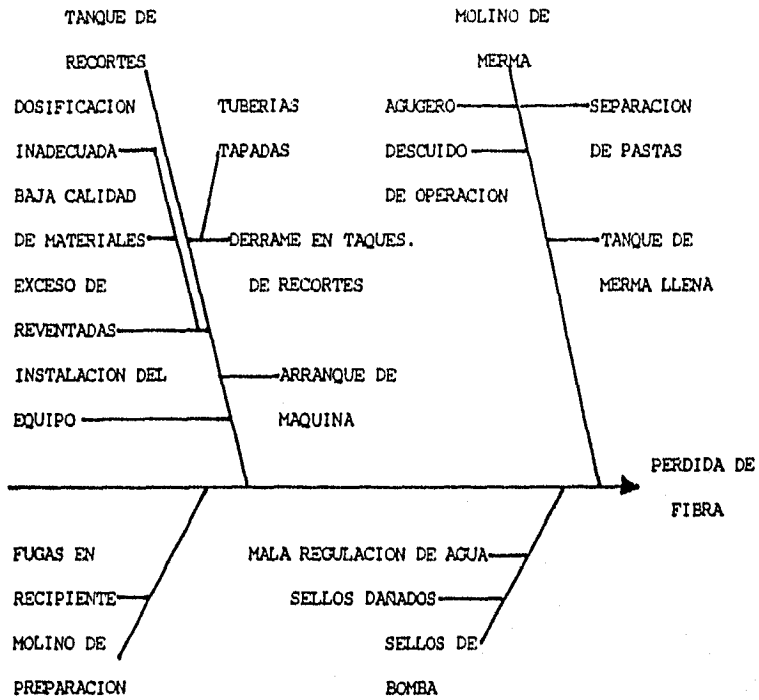 TANQUE DE
RECORTES
MOLINO DE
MERMA
DOSIFICACION
INADECUADA
TUBERIAS
TAPADAS
BAJA CALIDAD
DE MATERIALES
DERRAME EN TAQUES.
DE RECORTES
EXCESO DE
REVENTADAS
INSTALACION DEL
EQUIPO
ARRANQUE DE
MAQUINA
AGUGERO
SEPARACION
DE PASTAS
DESCUIDO
DE OPERACION
TANQUE DE
MERMA LLENA
PERDIDA DE
FIBRA
FUGAS EN
RECIPIENTE
MOLINO DE
PREPARACION
MALA REGULACION DE AGUA
SELLOS DAÑADOS
SELLOS DE
BOMBA